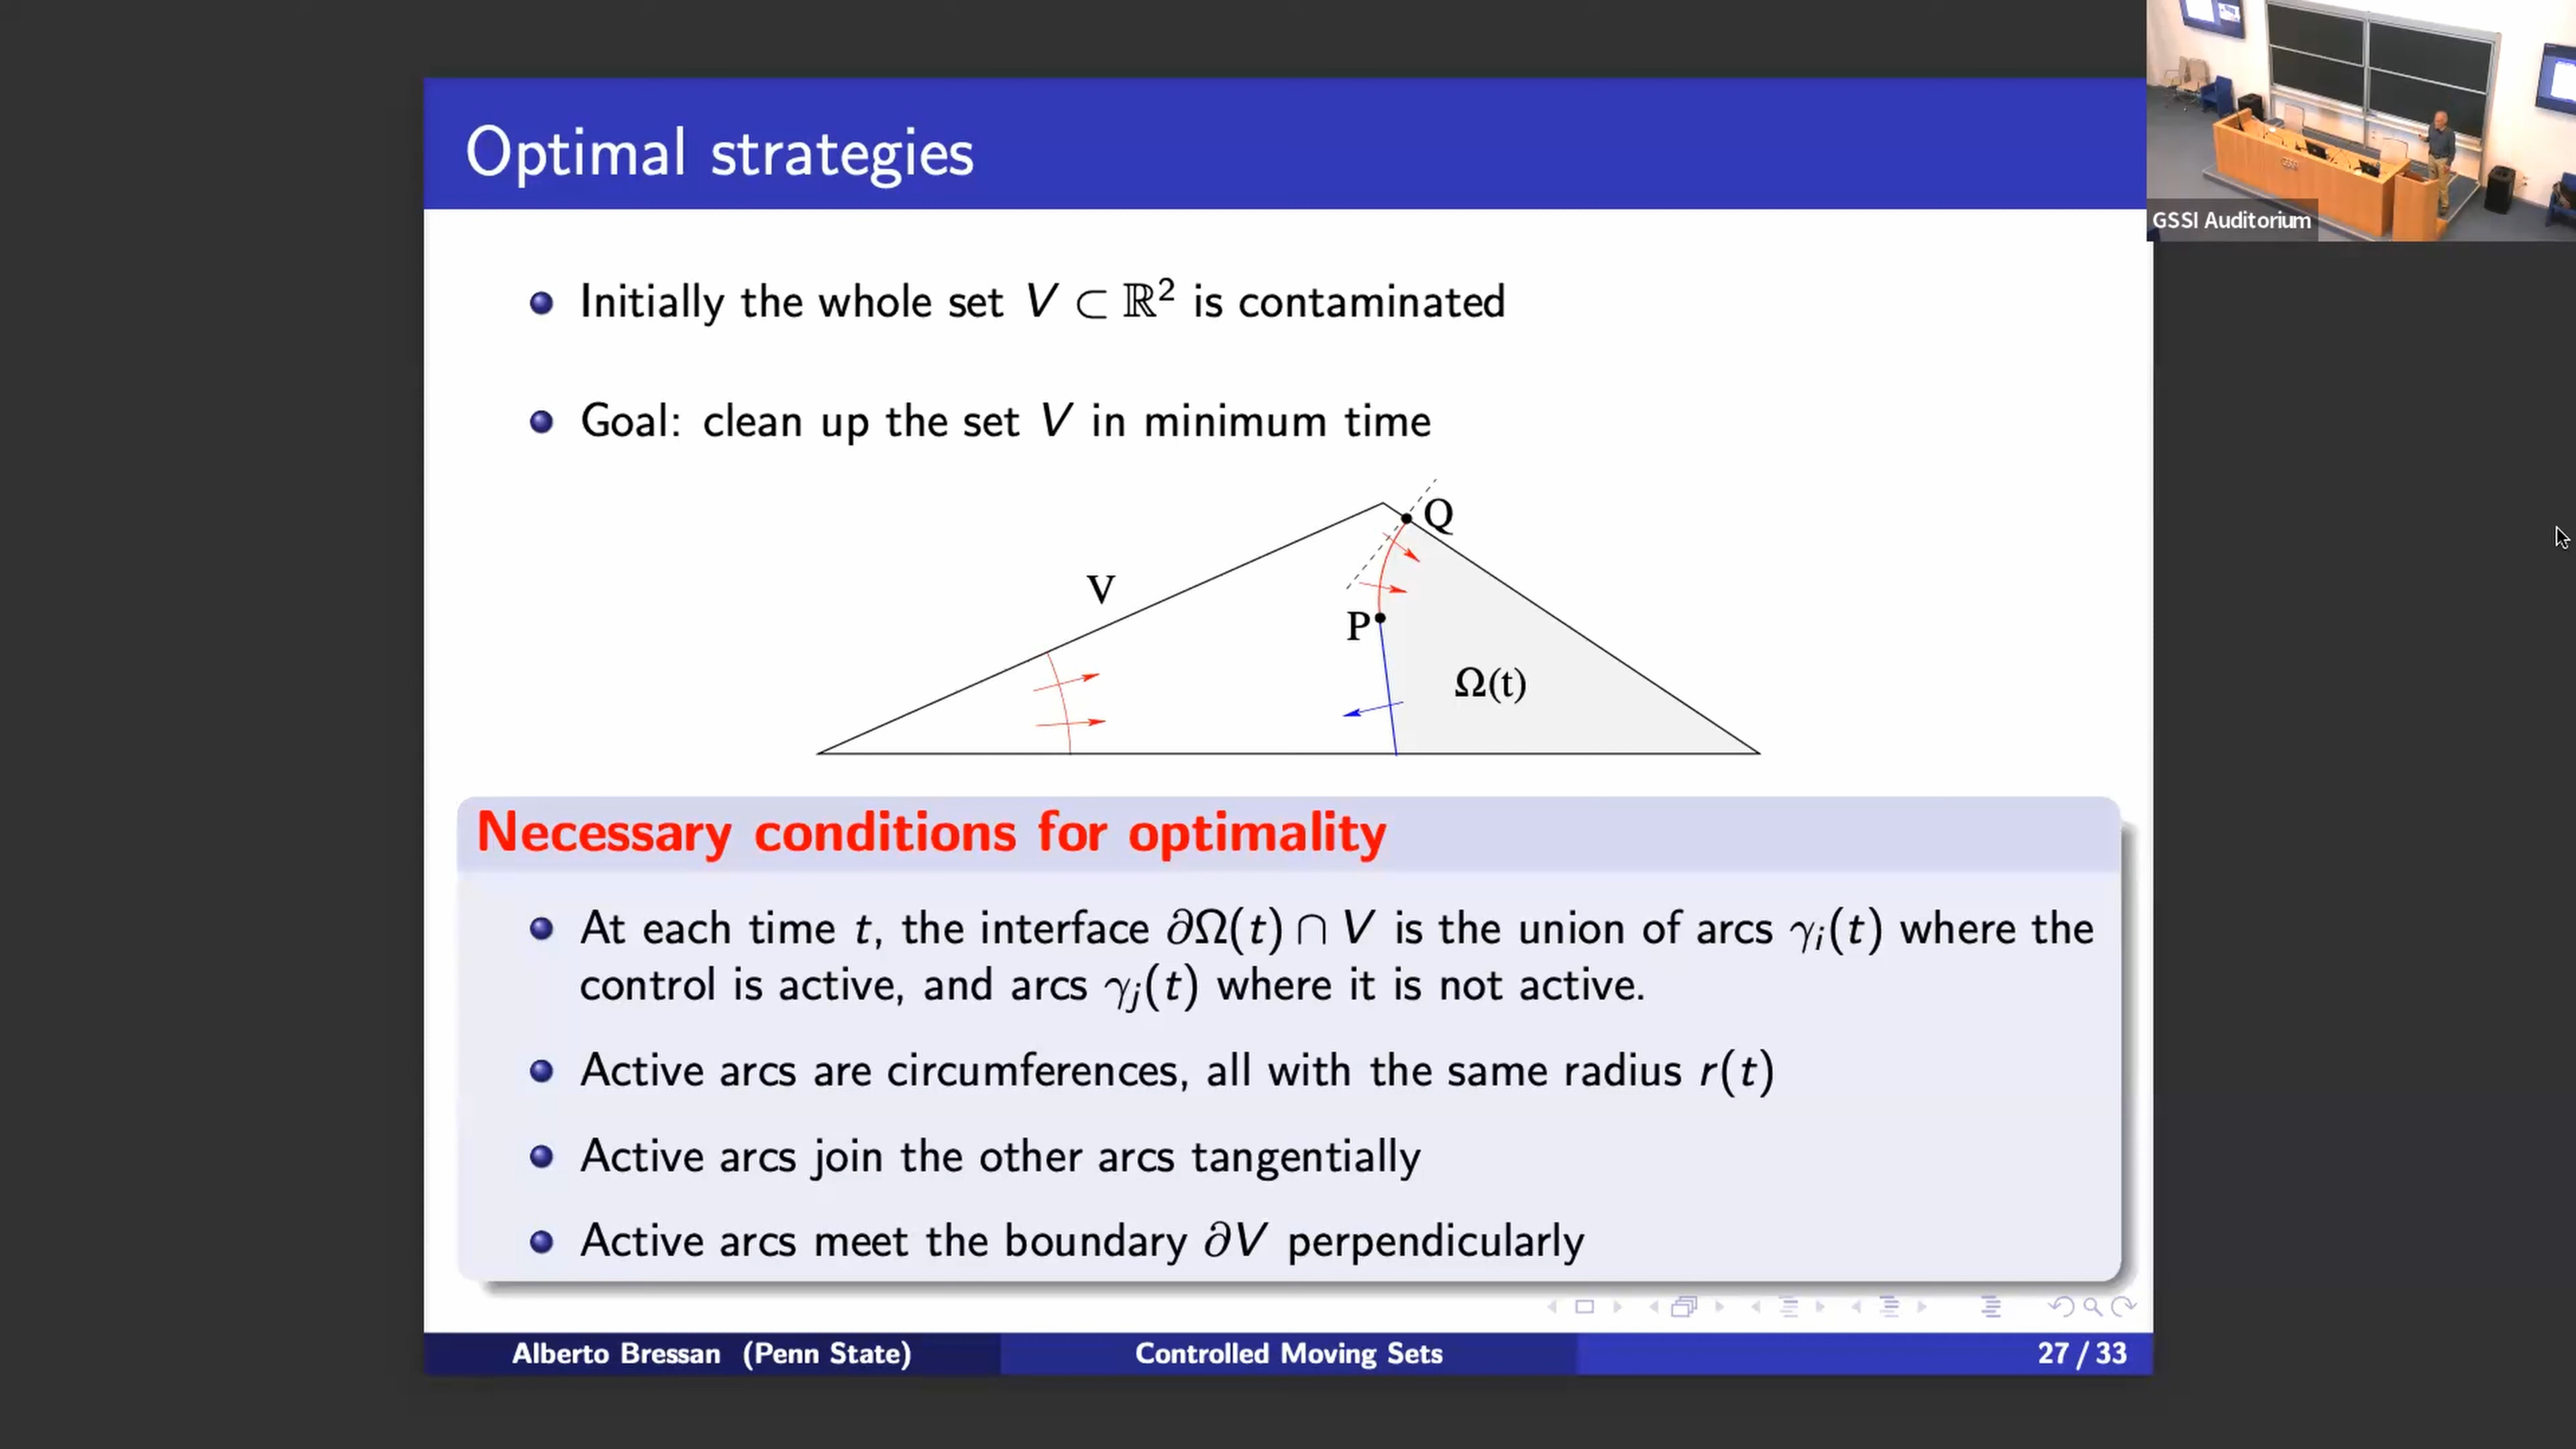 Optimal strategies
GSSI Auditorium
Initially the whole set V ⊂ ℝ² is contaminated
Goal: clean up the set V in minimum time
Q
V
P
Ω(t)
Necessary conditions for optimality
At each time t, the interface ∂Ω(t) ∩ V is the union of arcs γᵢ(t) where the
control is active, and arcs γⱼ(t) where it is not active.
Active arcs are circumferences, all with the same radius r(t)
Active arcs join the other arcs tangentially
Active arcs meet the boundary ∂V perpendicularly
Alberto Bressan (Penn State)
Controlled Moving Sets
27 / 33